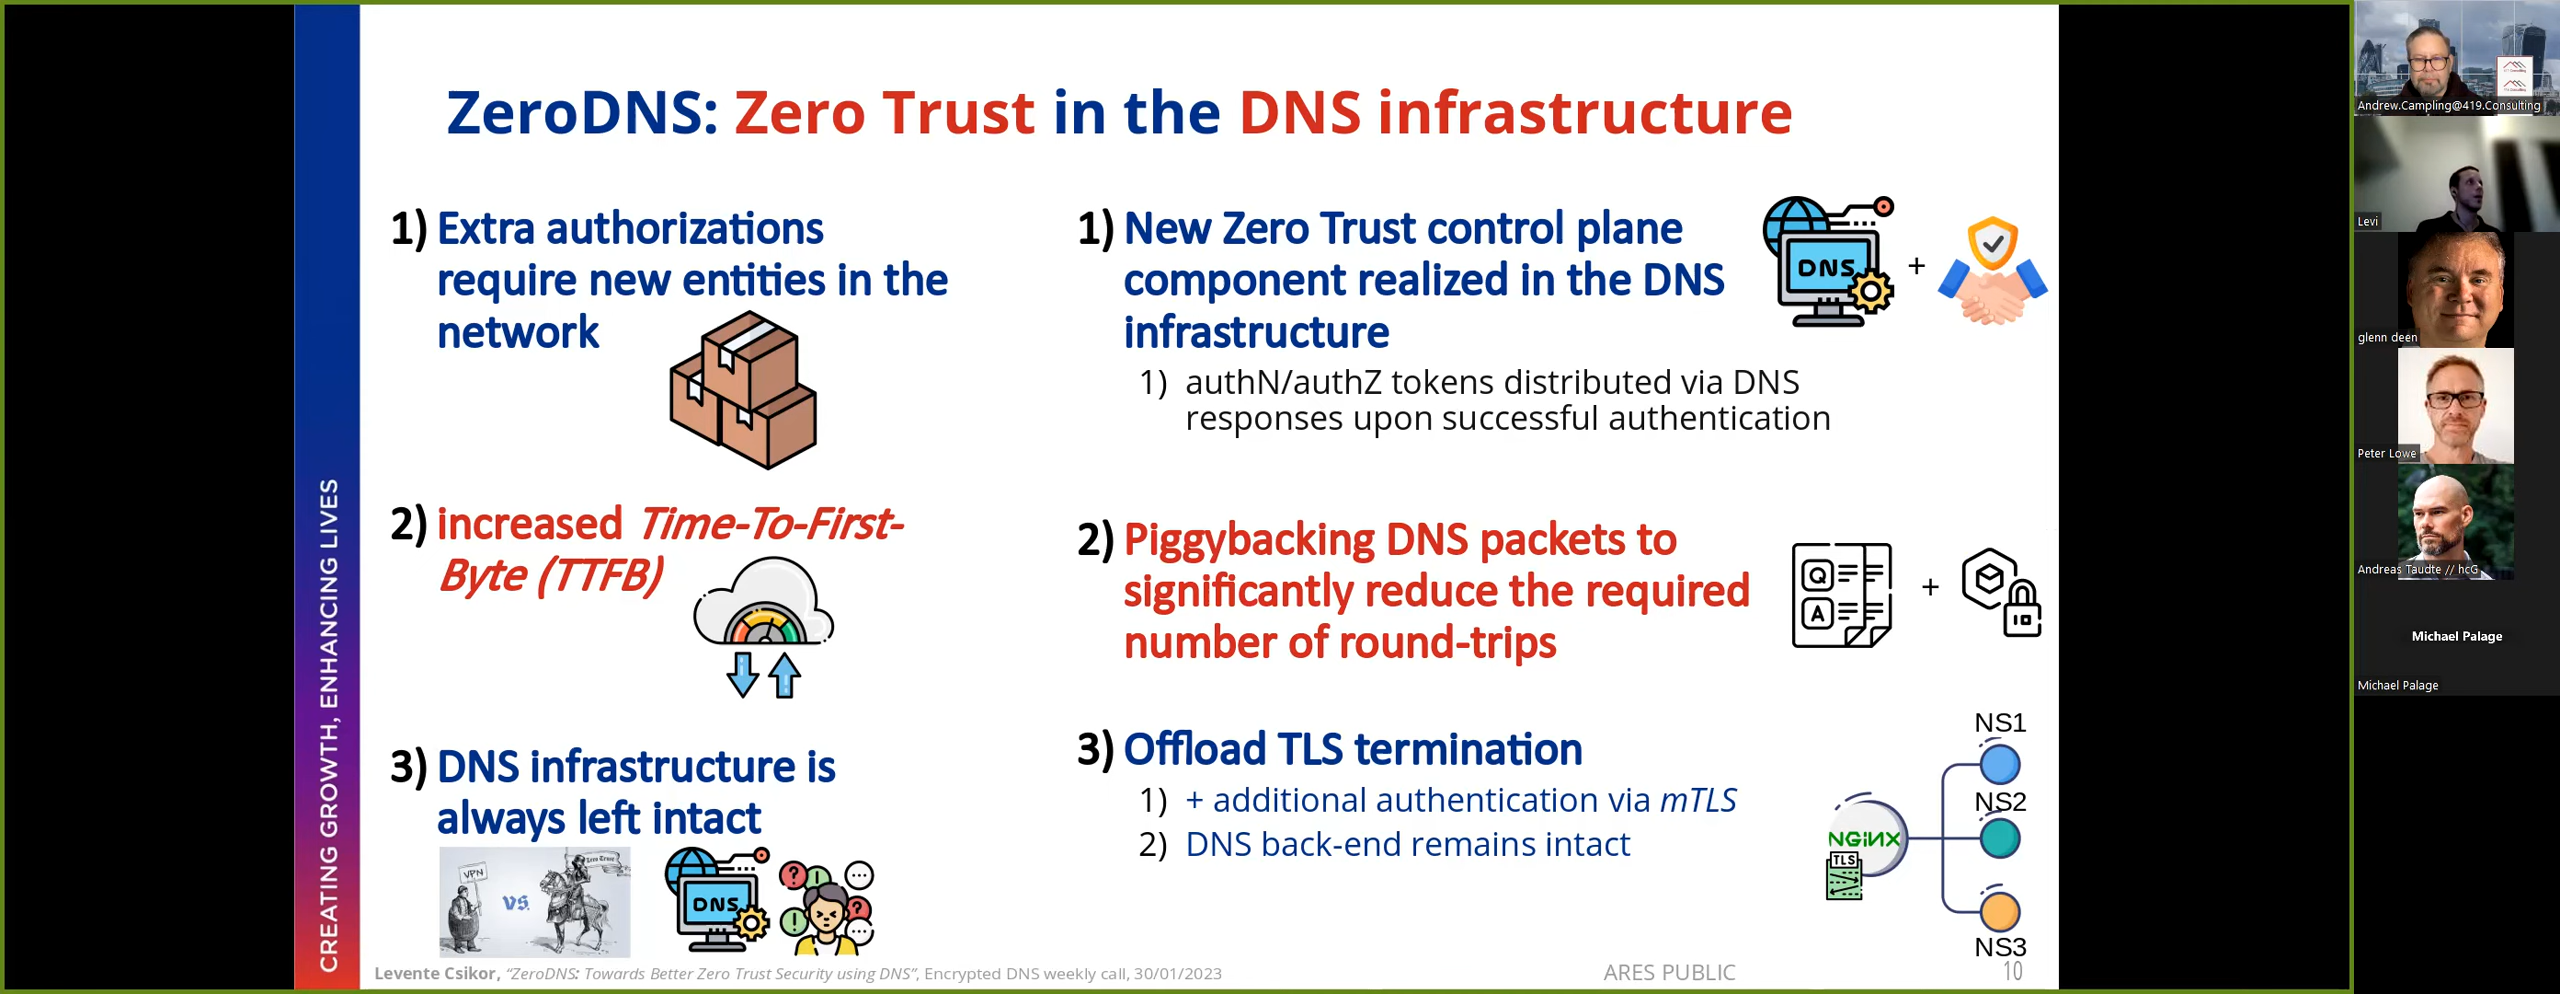 ZeroDNS: Zero Trust in the DNS infrastructure
1) Extra authorizations
require new entities in the
network
2) increased Time-To-First-
Byte (TTFB)
3) DNS infrastructure is
always left intact
VPN
vs.
Zero Trust
DNS
1) New Zero Trust control plane
component realized in the DNS
infrastructure
1) authN/authZ tokens distributed via DNS
responses upon successful authentication
DNS
+
2) Piggybacking DNS packets to
significantly reduce the required
number of round-trips
Q
A
+
3) Offload TLS termination
1) + additional authentication via mTLS
2) DNS back-end remains intact
NGINX
TLS
NS1
NS2
NS3
CREATING GROWTH, ENHANCING LIVES
Levente Csikor, "ZeroDNS: Towards Better Zero Trust Security using DNS", Encrypted DNS weekly call, 30/01/2023
ARES PUBLIC
10
Andrew.Campling@419.Consulting
Levi
glenn deen
Peter Lowe
Andreas Taudte // hcG
Michael Palage
Michael Palage